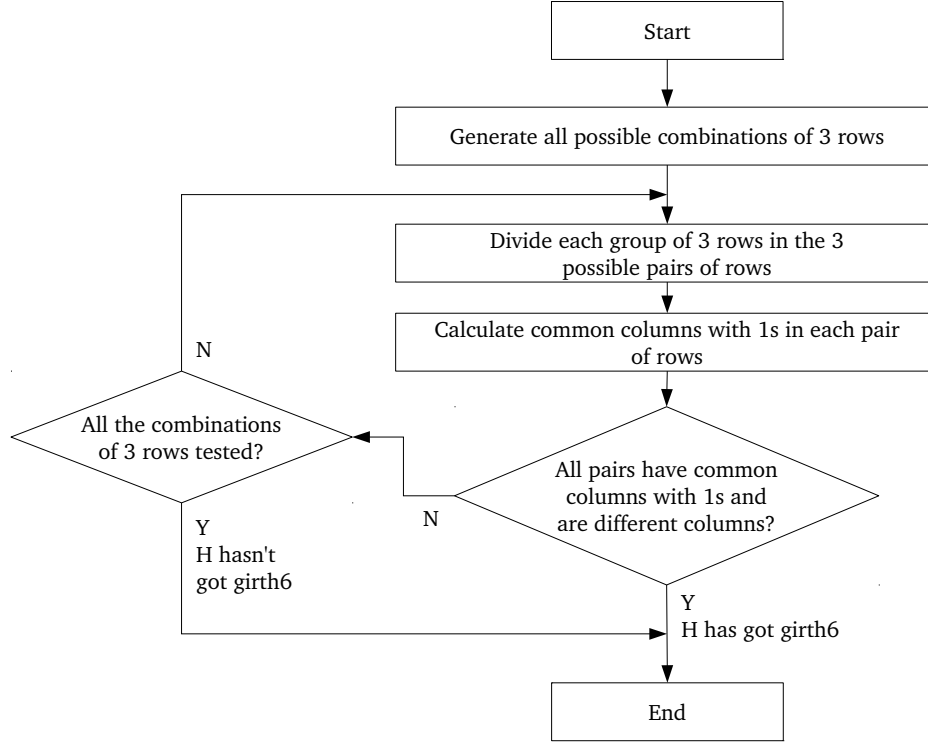 Start
Generate all possible combinations of 3 rows
Divide each group of 3 rows in the 3
possible pairs of rows
Calculate common columns with 1s in each pair
of rows
N
All the combinations
of 3 rows tested?
All pairs have common
columns with 1s and
are different columns?
N
Y
H hasn't
got girth6
Y
H has got girth6
End